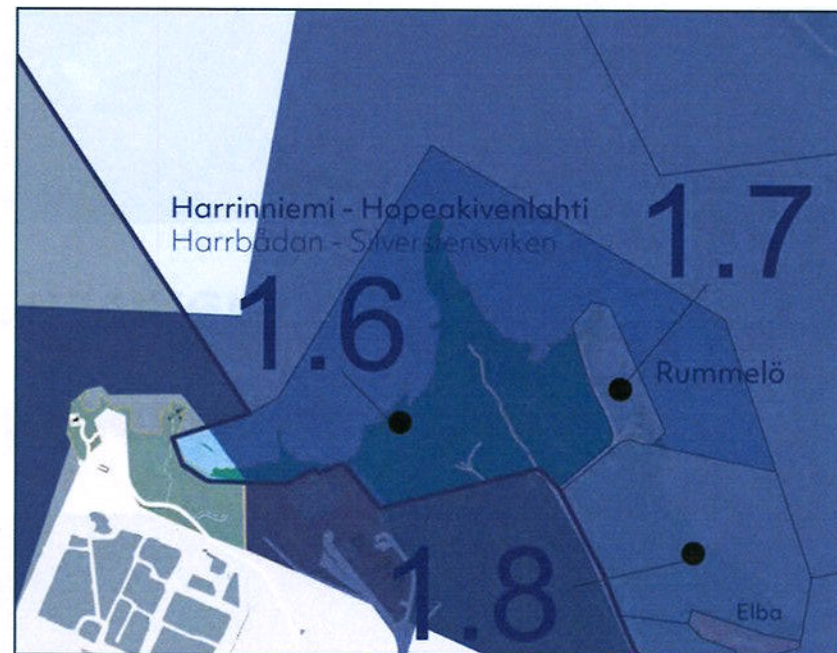 Harrinniemi - Hopeakivenlahti
Harrbådan - Silverstensviken
1.7
1.6
Rummelö
1.8
Elba